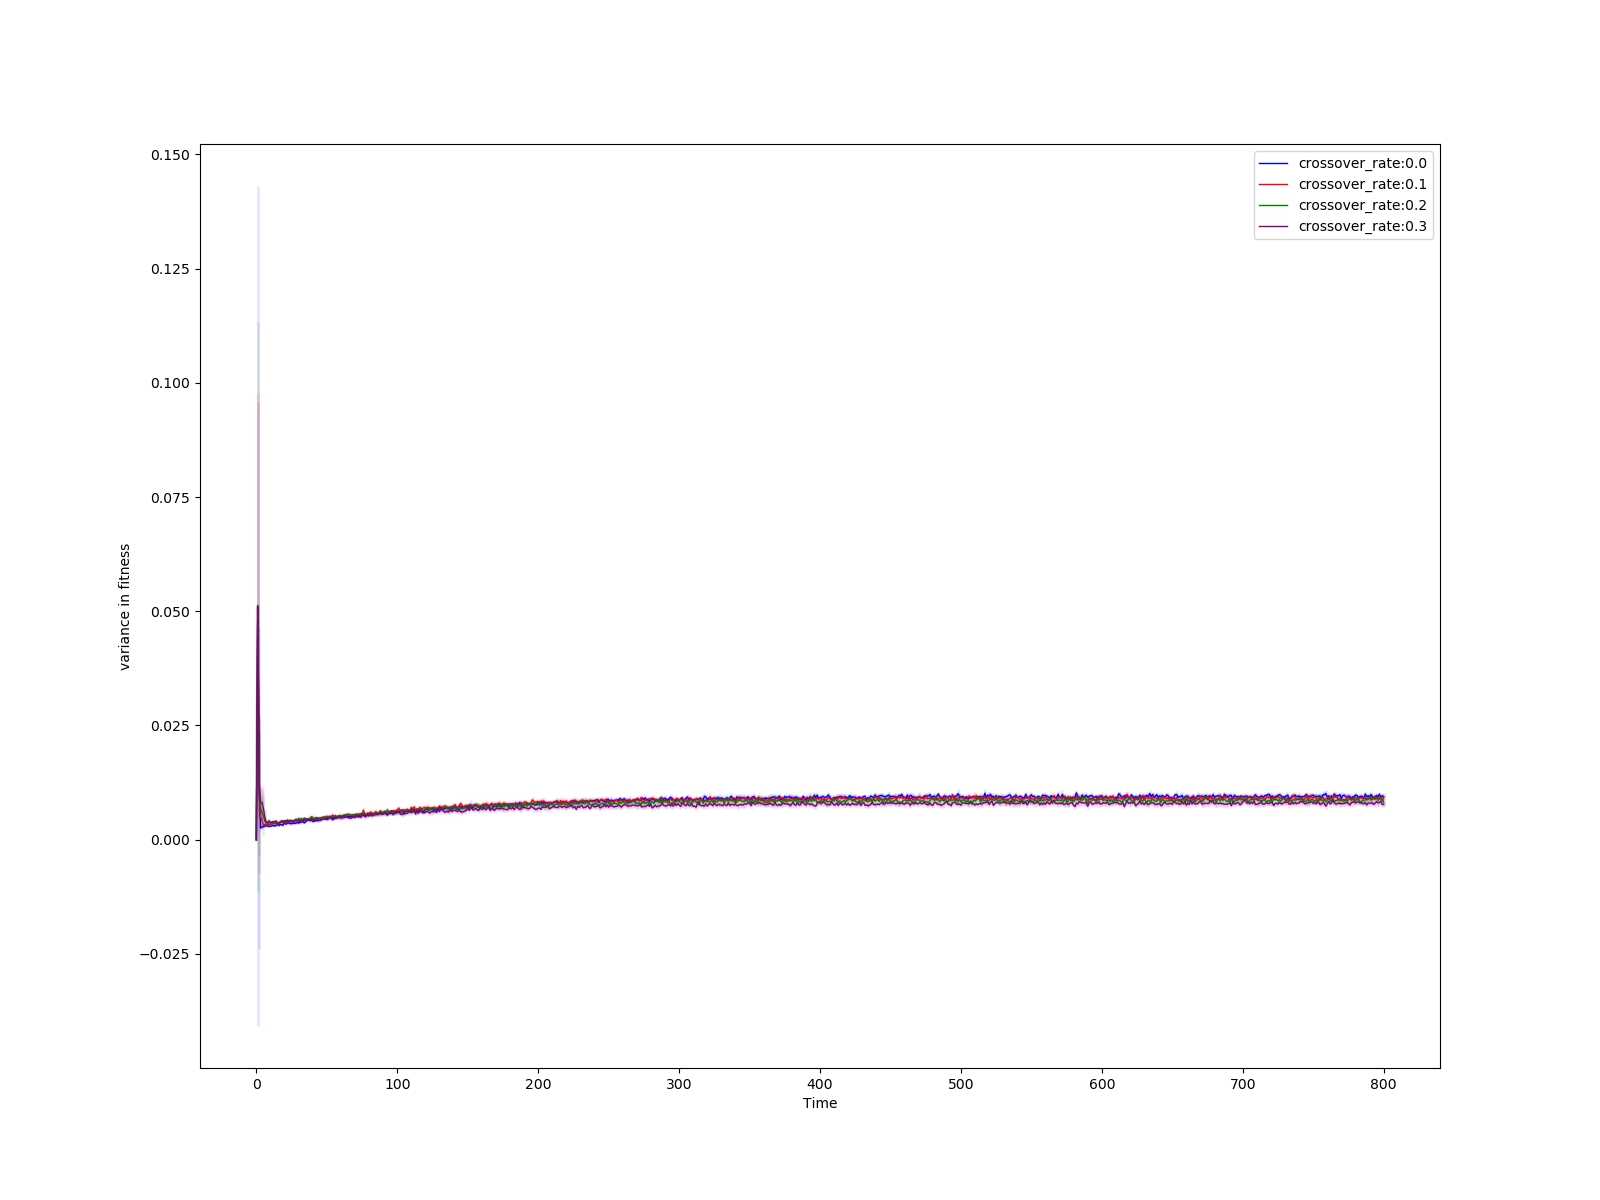 0.150
0.125
0.100
0.075
0.050
0.025
0.000
−0.025
variance in fitness
0 100 200 300 400 500 600 700 800
Time
crossover_rate:0.0
crossover_rate:0.1
crossover_rate:0.2
crossover_rate:0.3